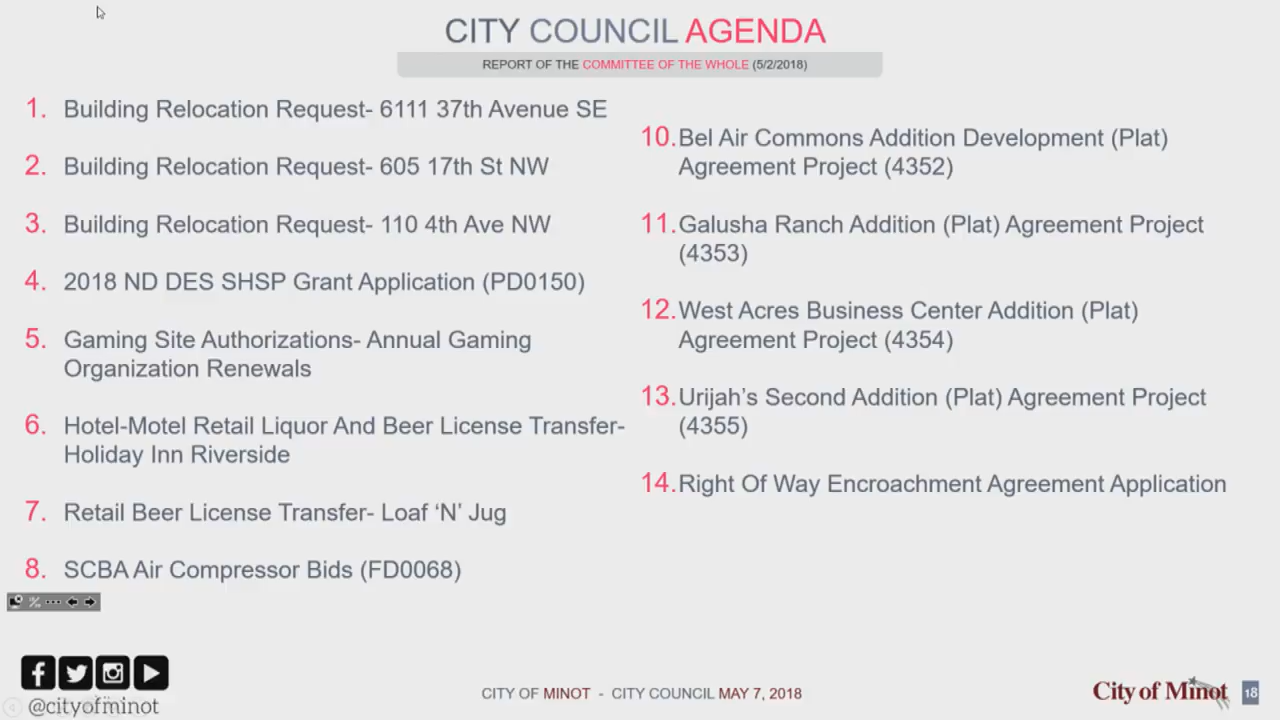 CITY COUNCIL AGENDA
REPORT OF THE COMMITTEE OF THE WHOLE (5/2/2018)
1. Building Relocation Request- 6111 37th Avenue SE
2. Building Relocation Request- 605 17th St NW
3. Building Relocation Request- 110 4th Ave NW
4. 2018 ND DES SHSP Grant Application (PD0150)
5. Gaming Site Authorizations- Annual Gaming
Organization Renewals
6. Hotel-Motel Retail Liquor And Beer License Transfer-
Holiday Inn Riverside
7. Retail Beer License Transfer- Loaf ‘N’ Jug
8. SCBA Air Compressor Bids (FD0068)
10. Bel Air Commons Addition Development (Plat)
Agreement Project (4352)
11. Galusha Ranch Addition (Plat) Agreement Project
(4353)
12. West Acres Business Center Addition (Plat)
Agreement Project (4354)
13. Urijah’s Second Addition (Plat) Agreement Project
(4355)
14. Right Of Way Encroachment Agreement Application
@cityofminot
CITY OF MINOT - CITY COUNCIL MAY 7, 2018
City of Minot
18